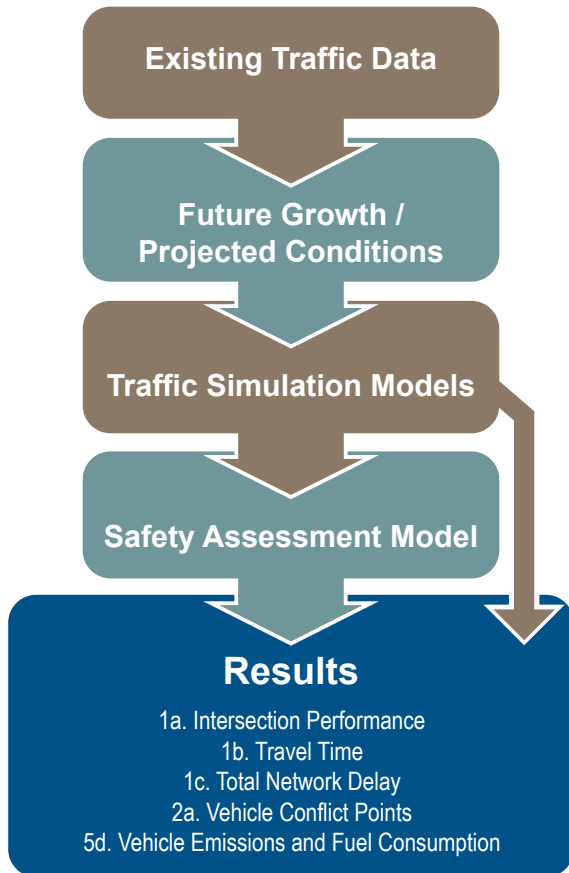 Existing Traffic Data
Future Growth /
Projected Conditions
Traffic Simulation Models
Safety Assessment Model
Results
1a. Intersection Performance
1b. Travel Time
1c. Total Network Delay
2a. Vehicle Conflict Points
5d. Vehicle Emissions and Fuel Consumption